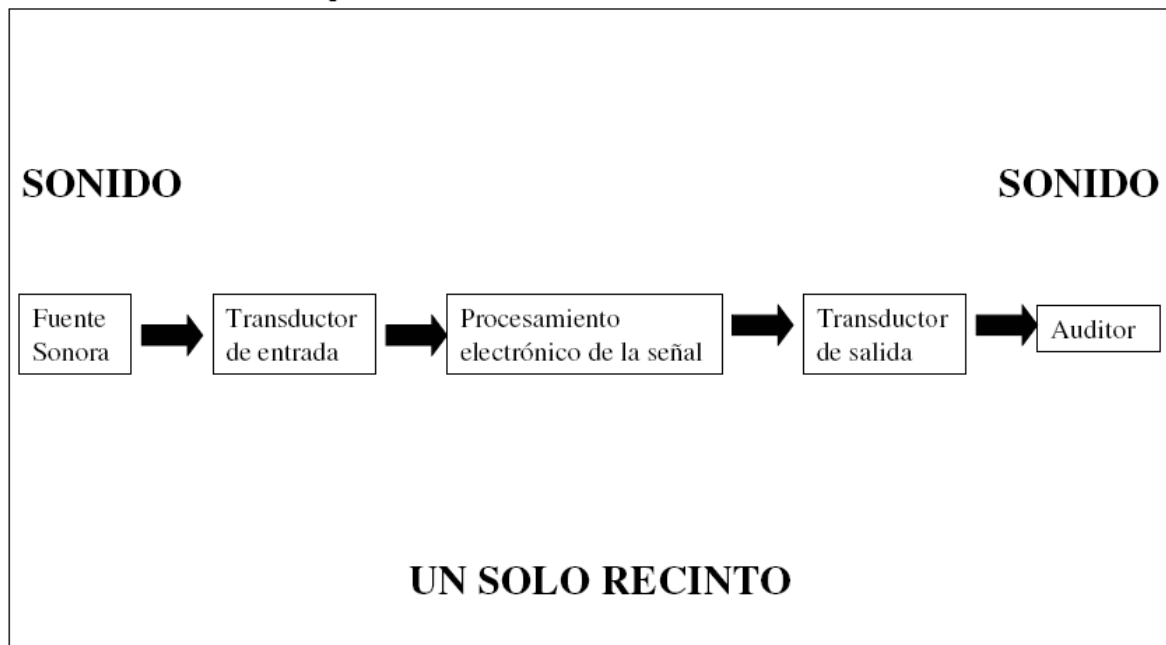 SONIDO
SONIDO
Fuente
Sonora
Transductor
de entrada
Procesamiento
electrónico de la señal
Transductor
de salida
Auditor
UN SOLO RECINTO